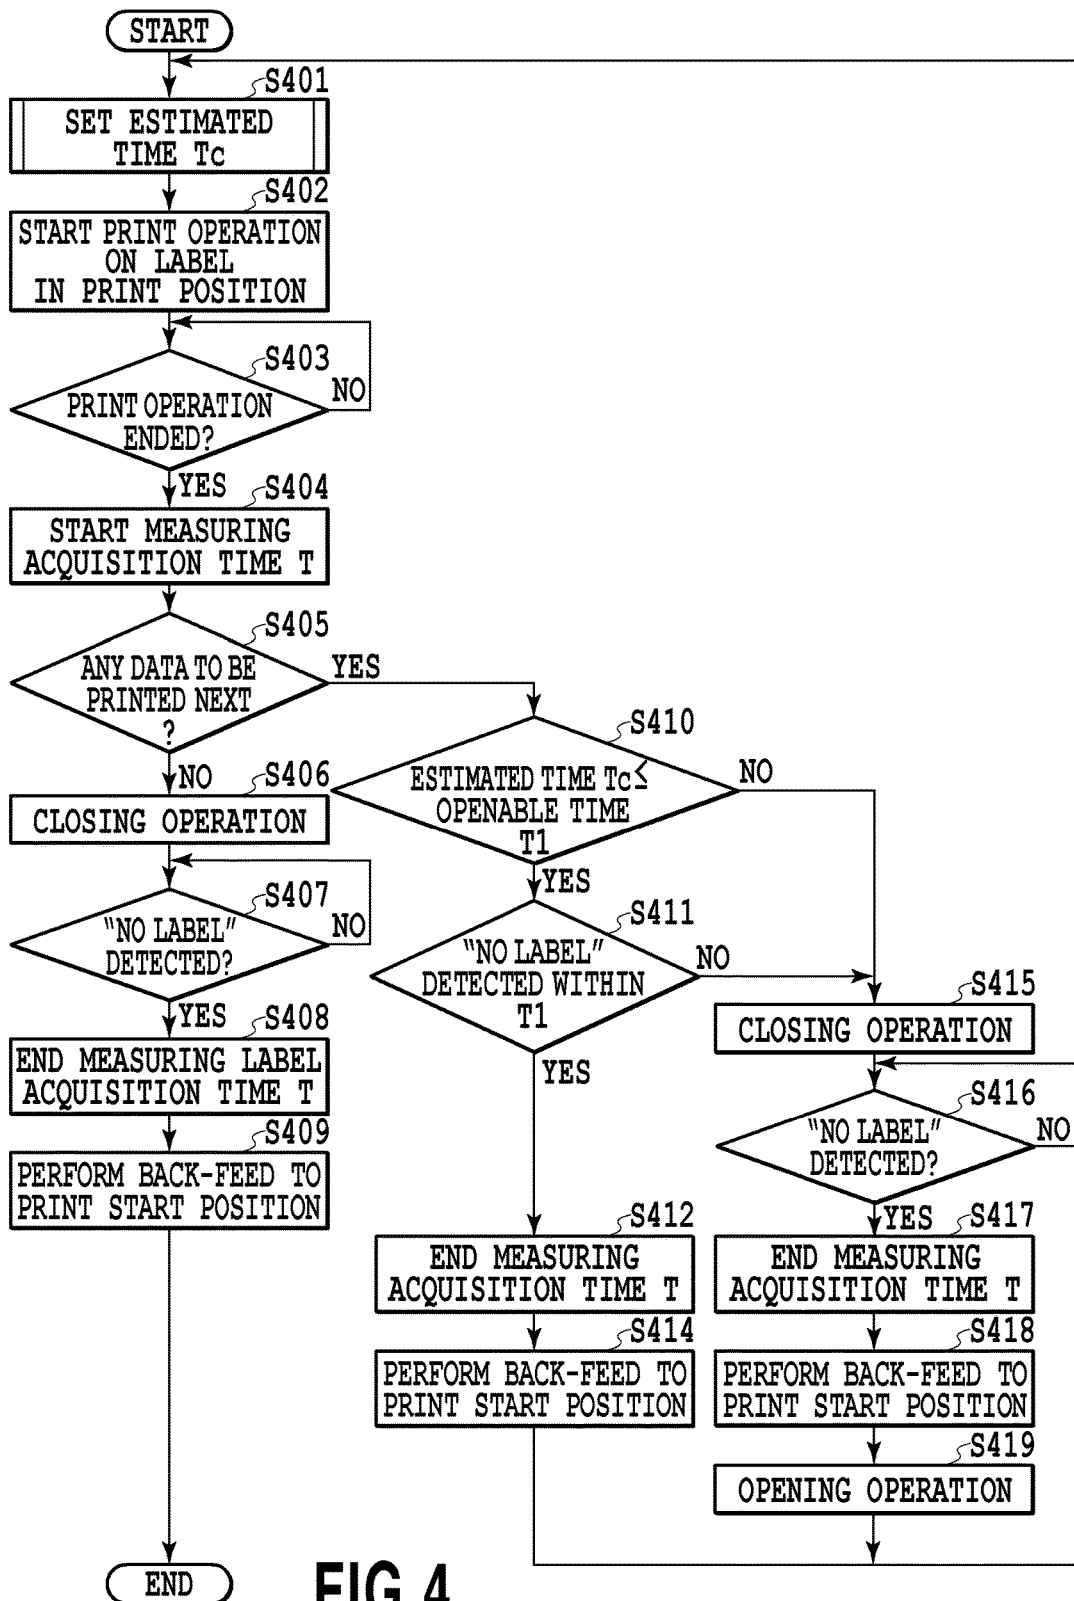 START
S401
SET ESTIMATED
TIME Tc
S402
START PRINT OPERATION
ON LABEL
IN PRINT POSITION
S403
PRINT OPERATION
ENDED?
NO
YES
S404
START MEASURING
ACQUISITION TIME T
S405
ANY DATA TO BE
PRINTED NEXT
?
YES
NO
S406
CLOSING OPERATION
S407
"NO LABEL"
DETECTED?
NO
YES
S408
END MEASURING LABEL
ACQUISITION TIME T
S409
PERFORM BACK-FEED TO
PRINT START POSITION
END
S410
ESTIMATED TIME Tc≤
OPENABLE TIME
T1
NO
YES
S411
"NO LABEL"
DETECTED WITHIN
T1
NO
YES
S412
END MEASURING
ACQUISITION TIME T
S414
PERFORM BACK-FEED TO
PRINT START POSITION
S415
CLOSING OPERATION
S416
"NO LABEL"
DETECTED?
NO
YES
S417
END MEASURING
ACQUISITION TIME T
S418
PERFORM BACK-FEED TO
PRINT START POSITION
S419
OPENING OPERATION
FIG.4